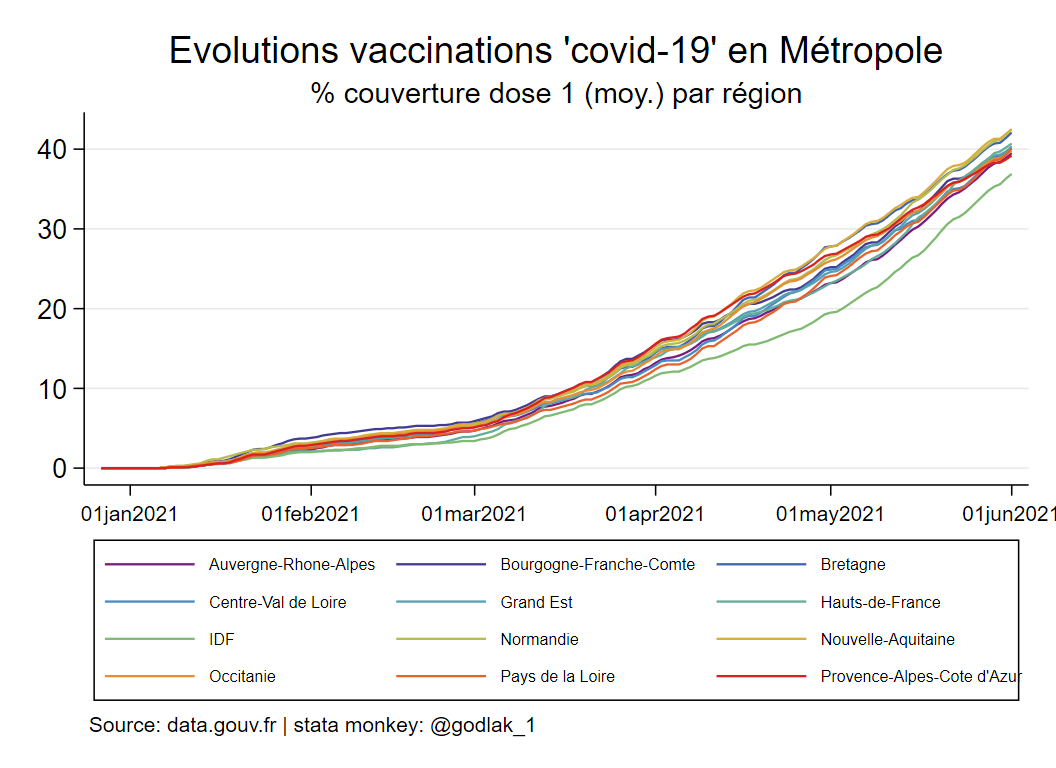 Evolutions vaccinations 'covid-19' en Métropole
% couverture dose 1 (moy.) par région
40
30
20
10
0
01jan2021 01feb2021 01mar2021 01apr2021 01may2021 01jun2021
Auvergne-Rhone-Alpes Bourgogne-Franche-Comte Bretagne
Centre-Val de Loire Grand Est Hauts-de-France
IDF Normandie Nouvelle-Aquitaine
Occitanie Pays de la Loire Provence-Alpes-Cote d'Azur
Source: data.gouv.fr | stata monkey: @godlak_1